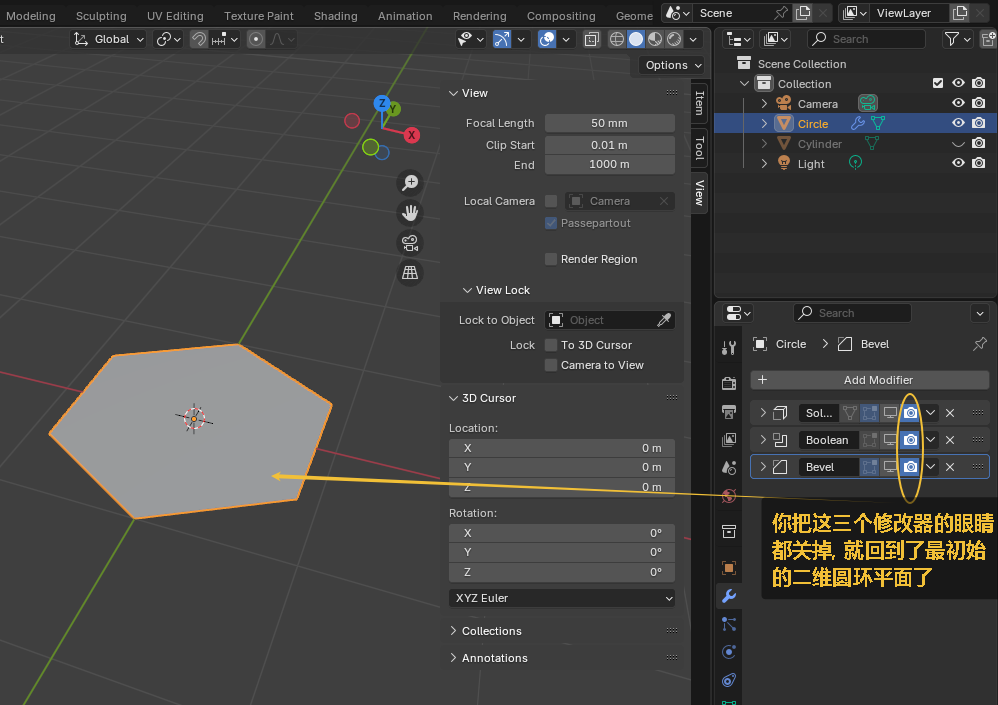 Modeling Sculpting UV Editing Texture Paint Shading Animation Rendering Compositing Geome
Scene
ViewLayer
t
Global
Options
View
Focal Length 50 mm
Clip Start 0.01 m
End 1000 m
Local Camera Camera
Passepartout
Render Region
View Lock
Lock to Object Object
Lock To 3D Cursor
Camera to View
3D Cursor
Location:
X 0 m
Y 0 m
Z 0 m
Rotation:
X 0°
Y 0°
Z 0°
XYZ Euler
Collections
Annotations
Item
Tool
View
Z
Y
X
Search
Scene Collection
Collection
Camera
Circle
Cylinder
Light
Search
Circle Bevel
Add Modifier
Sol...
Boolean
Bevel
你把这三个修改器的眼睛
都关掉, 就回到了最初始
的二维圆环平面了